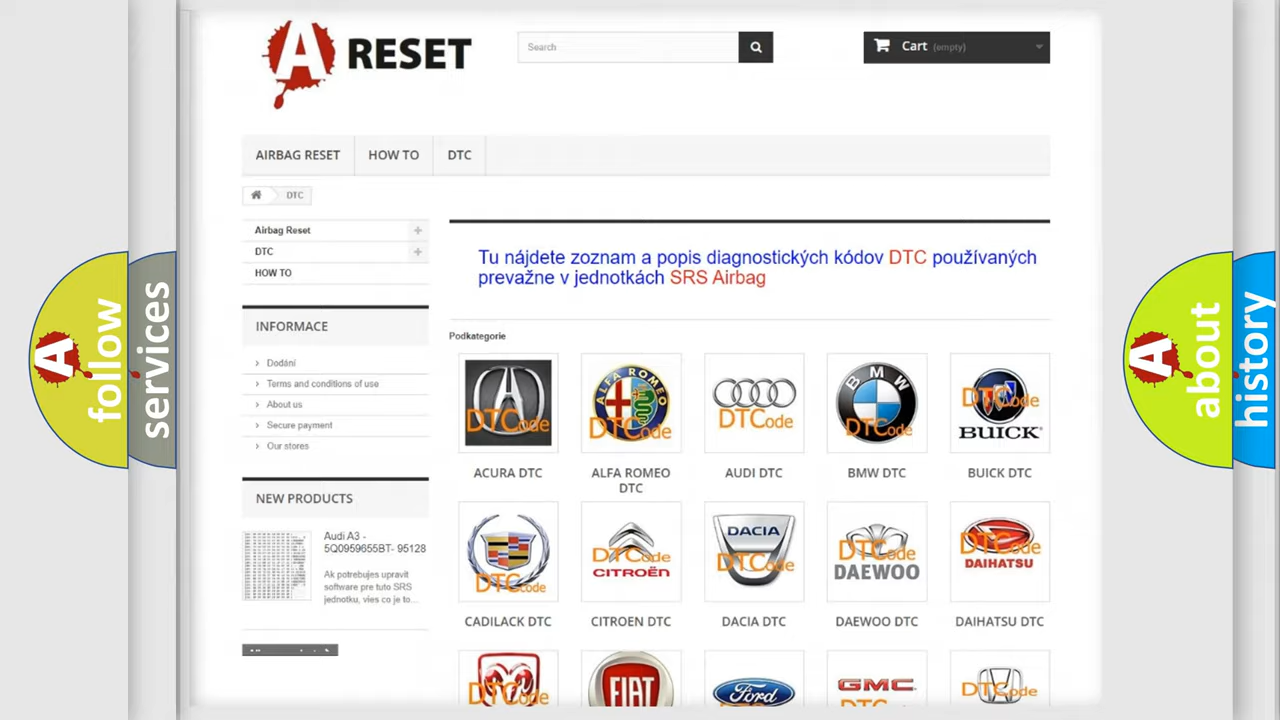 A RESET
Search
Cart (empty)
AIRBAG RESET
HOW TO
DTC
DTC
Airbag Reset
DTC
HOW TO
INFORMACE
Dodání
Terms and conditions of use
About us
Secure payment
Our stores
NEW PRODUCTS
Audi A3 -
5Q0959655BT- 95128
Ak potrebujes upravit
software pre tuto SRS
jednotku, vies co je to...
Tu nájdete zoznam a popis diagnostických kódov DTC používaných
prevažne v jednotkách SRS Airbag
Podkategorie
DTCode
ALFA ROMEO
DTCode
DTCode
BMW
DTCode
DTCode
BUICK
ACURA DTC
ALFA ROMEO
DTC
AUDI DTC
BMW DTC
BUICK DTC
DTCode
DTCode
CITROËN
DACIA
DTCode
DTCode
DAEWOO
DTCode
DAIHATSU
CADILACK DTC
CITROEN DTC
DACIA DTC
DAEWOO DTC
DAIHATSU DTC
DTCode
FIAT
Ford
GMC
DTCode
A follow
services
A about
history